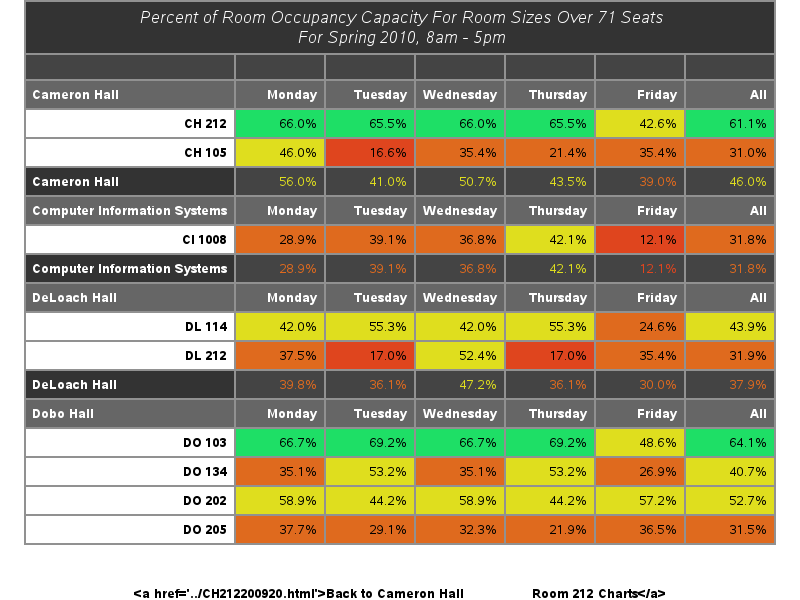 Percent of Room Occupancy Capacity For Room Sizes Over 71 Seats
For Spring 2010, 8am - 5pm
Cameron Hall Monday Tuesday Wednesday Thursday Friday All
CH 212 66.0% 65.5% 66.0% 65.5% 42.6% 61.1%
CH 105 46.0% 16.6% 35.4% 21.4% 35.4% 31.0%
Cameron Hall 56.0% 41.0% 50.7% 43.5% 39.0% 46.0%
Computer Information Systems Monday Tuesday Wednesday Thursday Friday All
CI 1008 28.9% 39.1% 36.8% 42.1% 12.1% 31.8%
Computer Information Systems 28.9% 39.1% 36.8% 42.1% 12.1% 31.8%
DeLoach Hall Monday Tuesday Wednesday Thursday Friday All
DL 114 42.0% 55.3% 42.0% 55.3% 24.6% 43.9%
DL 212 37.5% 17.0% 52.4% 17.0% 35.4% 31.9%
DeLoach Hall 39.8% 36.1% 47.2% 36.1% 30.0% 37.9%
Dobo Hall Monday Tuesday Wednesday Thursday Friday All
DO 103 66.7% 69.2% 66.7% 69.2% 48.6% 64.1%
DO 134 35.1% 53.2% 35.1% 53.2% 26.9% 40.7%
DO 202 58.9% 44.2% 58.9% 44.2% 57.2% 52.7%
DO 205 37.7% 29.1% 32.3% 21.9% 36.5% 31.5%
<a href='../CH212200920.html'>Back to Cameron Hall Room 212 Charts</a>